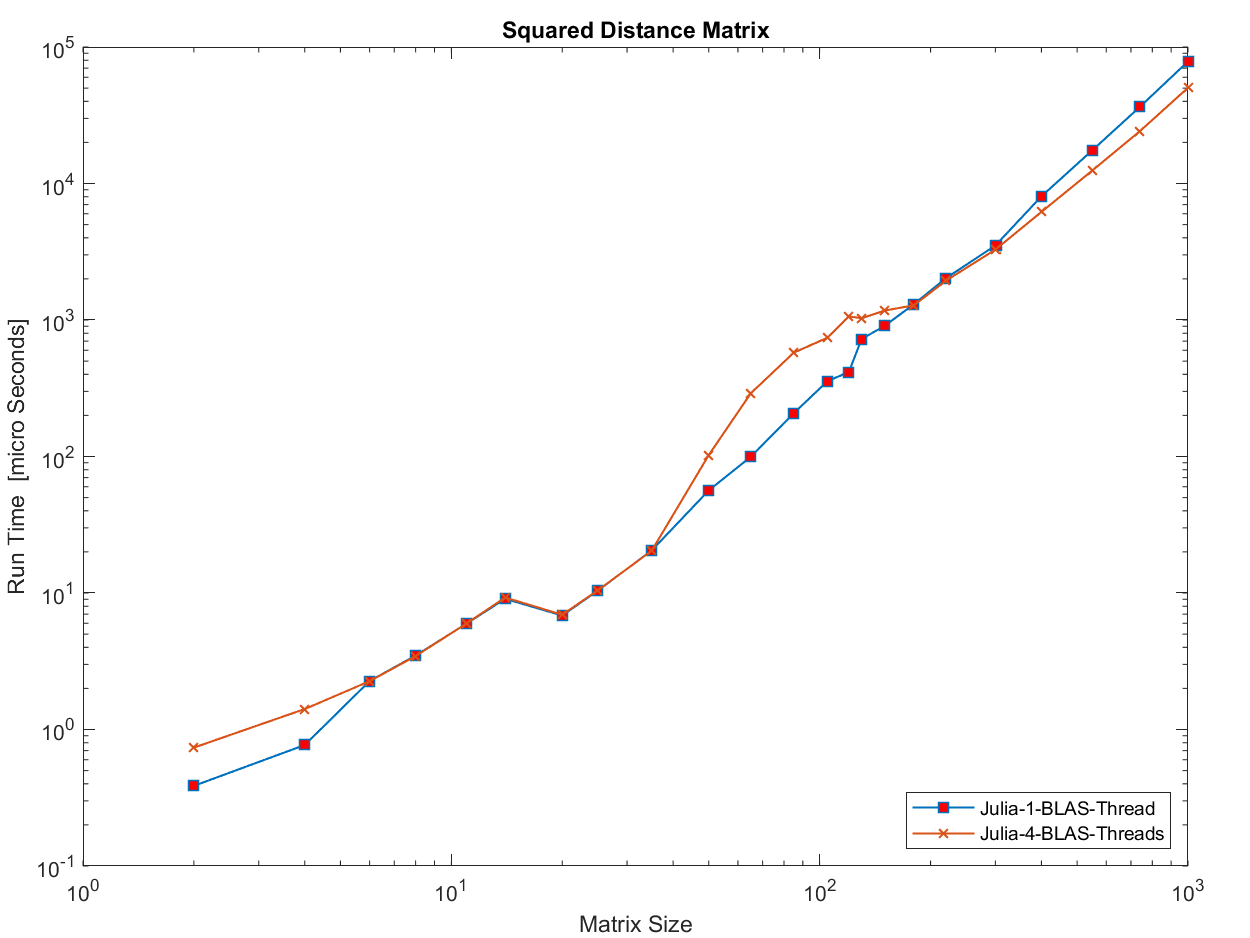 Squared Distance Matrix
10^5
10^4
10^3
10^2
10^1
10^0
10^-1
Run Time [micro Seconds]
10^0 10^1 10^2 10^3
Matrix Size
Julia-1-BLAS-Thread
Julia-4-BLAS-Threads